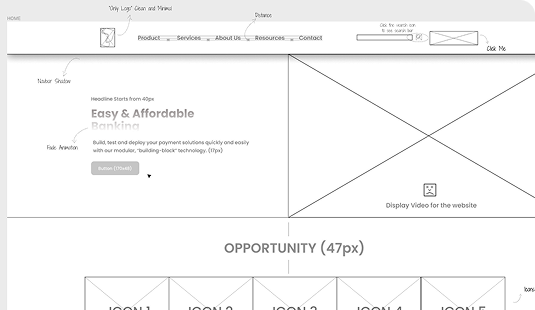 "Only Logo" Clean and Minimal
Distance
HOME
Click the search icon
to see search bar
Product
Services
About Us
Resources
Contact
Click Me
Navbar Shadow
Headline Starts from 40px
Easy & Affordable
Banking
Fade Animation
Build, test and deploy your payment solutions quickly and easily
with our modular, "building-block" technology. (17px)
Button (170x48)
Display Video for the website
OPPORTUNITY (47px)
ICON 1
ICON 2
ICON 3
ICON 4
ICON 5
Icons